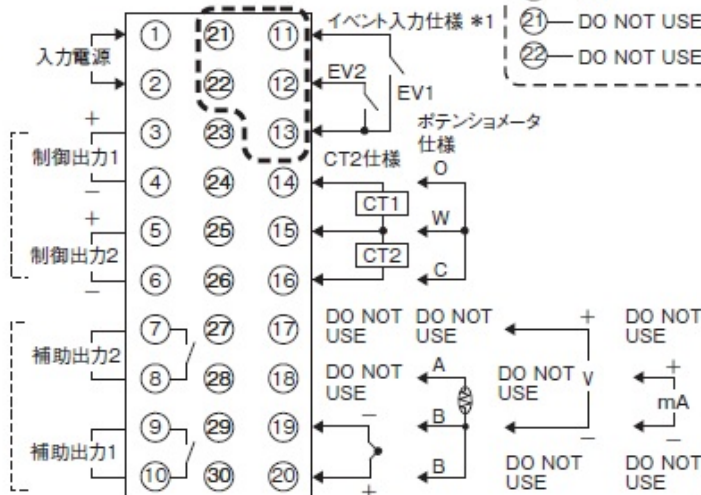 イベント入力仕様 *1
㉑ DO NOT USE
㉒ DO NOT USE
① ㉑ ⑪
入力電源
② ㉒ ⑫
EV2
EV1
+
③ ㉓ ⑬
ポテンショメータ
仕様
制御出力1
CT2仕様
−
④ ㉔ ⑭
O
CT1
+
⑤ ㉕ ⑮
W
制御出力2
CT2
−
⑥ ㉖ ⑯
C
⑦ ㉗ ⑰
DO NOT
USE
DO NOT
USE
+
DO NOT
USE
補助出力2
⑧ ㉘ ⑱
DO NOT
USE
A
DO NOT
USE
V
+
mA
⑨ ㉙ ⑲
−
B
−
−
補助出力1
⑩ ㉚ ⑳
+
B
DO NOT
USE
DO NOT
USE